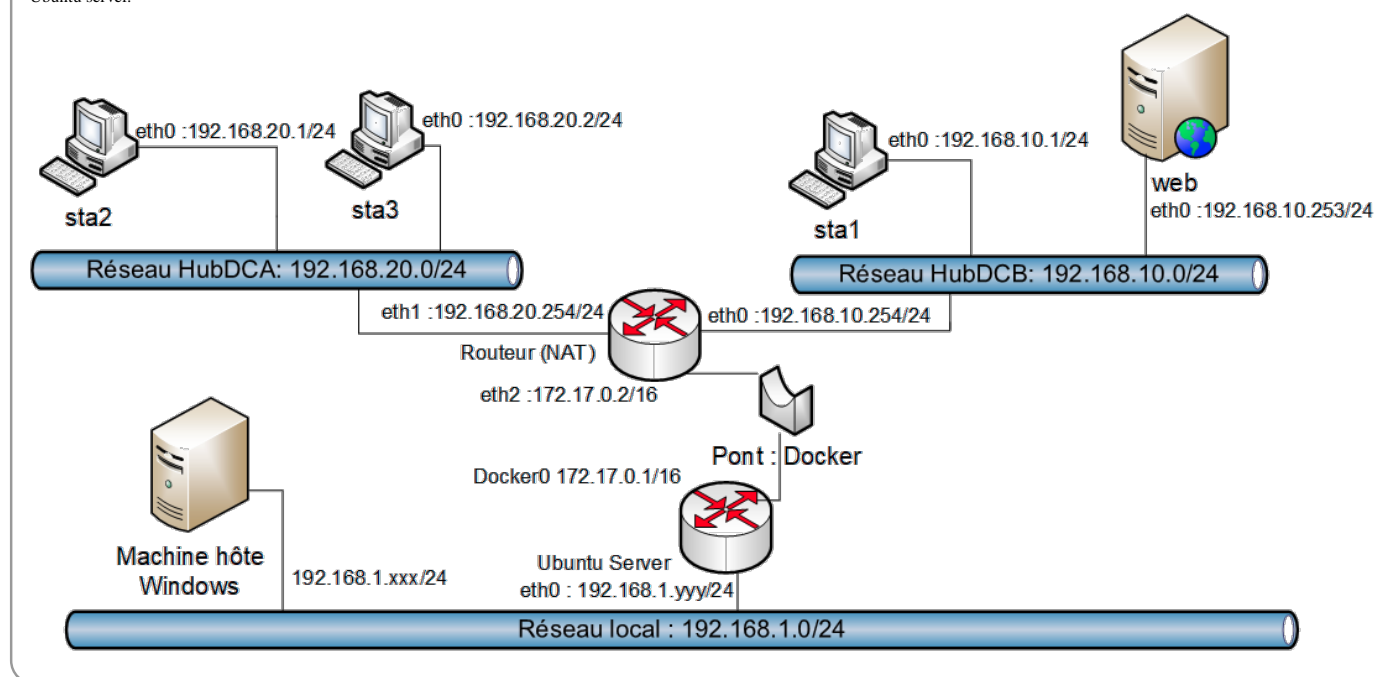 Ubuntu server.
eth0 :192.168.20.1/24
eth0 :192.168.20.2/24
eth0 :192.168.10.1/24
sta2
sta3
sta1
web
eth0 :192.168.10.253/24
Réseau HubDCA: 192.168.20.0/24
Réseau HubDCB: 192.168.10.0/24
eth1 :192.168.20.254/24
eth0 :192.168.10.254/24
Routeur (NAT)
eth2 :172.17.0.2/16
Pont : Docker
Docker0 172.17.0.1/16
Machine hôte
Windows
192.168.1.xxx/24
Ubuntu Server
eth0 : 192.168.1.yyy/24
Réseau local : 192.168.1.0/24